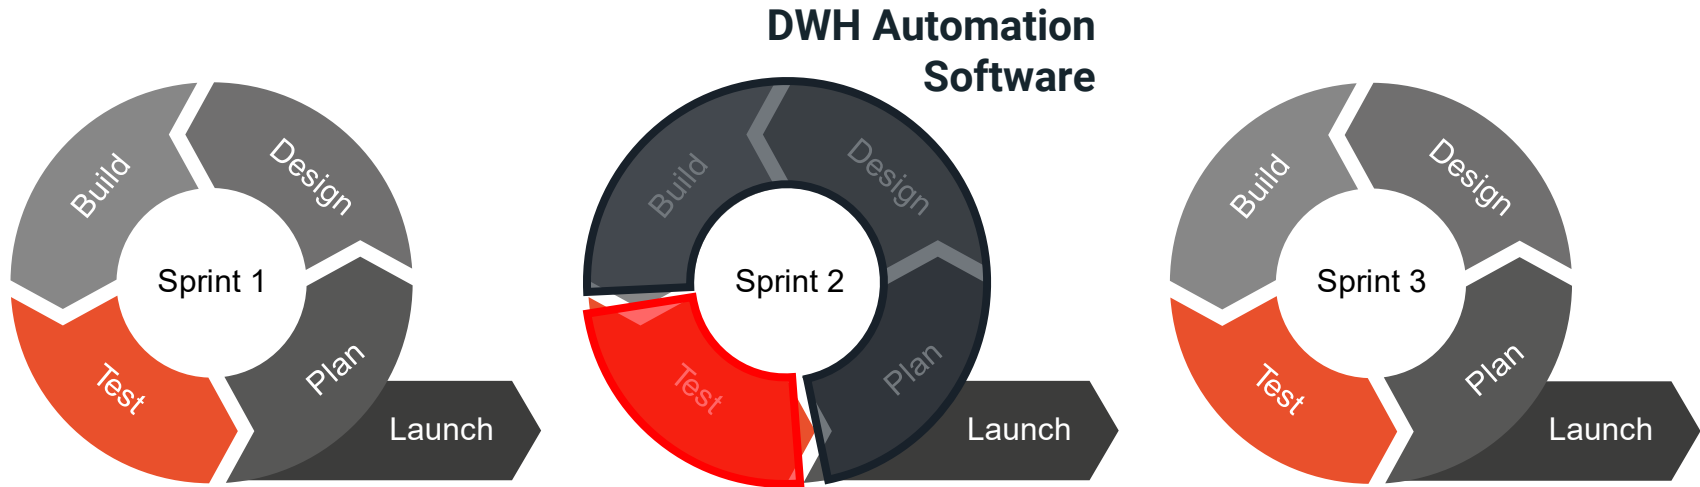 DWH Automation
Software
Build
Design
Sprint 1
Test
Plan
Launch
Build
Design
Sprint 2
Test
Plan
Launch
Build
Design
Sprint 3
Test
Plan
Launch